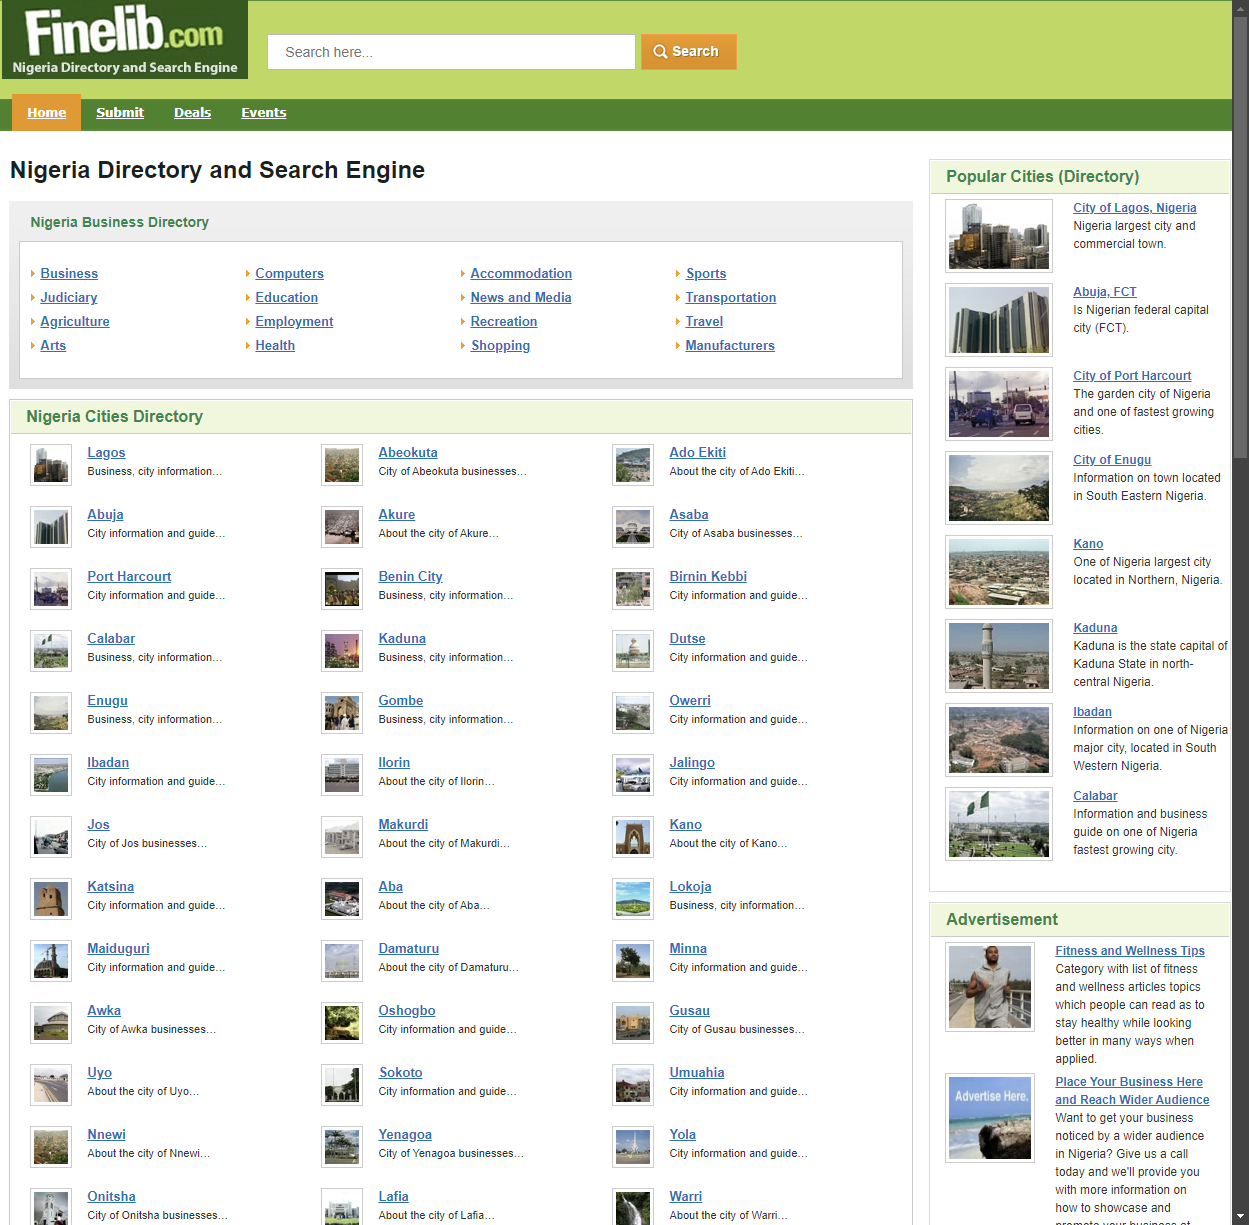 Finelib.com
Nigeria Directory and Search Engine
Search here...
Search
Home
Submit
Deals
Events
Nigeria Directory and Search Engine
Nigeria Business Directory
Business
Computers
Accommodation
Sports
Judiciary
Education
News and Media
Transportation
Agriculture
Employment
Recreation
Travel
Arts
Health
Shopping
Manufacturers
Nigeria Cities Directory
Lagos
Business, city information...
Abeokuta
City of Abeokuta businesses...
Ado Ekiti
About the city of Ado Ekiti...
Abuja
City information and guide...
Akure
About the city of Akure...
Asaba
City of Asaba businesses...
Port Harcourt
City information and guide...
Benin City
Business, city information...
Birnin Kebbi
City information and guide...
Calabar
Business, city information...
Kaduna
Business, city information...
Dutse
City information and guide...
Enugu
Business, city information...
Gombe
Business, city information...
Owerri
City information and guide...
Ibadan
City information and guide...
Ilorin
About the city of Ilorin...
Jalingo
City information and guide...
Jos
City of Jos businesses...
Makurdi
About the city of Makurdi...
Kano
About the city of Kano...
Katsina
City information and guide...
Aba
About the city of Aba...
Lokoja
Business, city information...
Maiduguri
City information and guide...
Damaturu
About the city of Damaturu...
Minna
City information and guide...
Awka
City of Awka businesses...
Oshogbo
City information and guide...
Gusau
City of Gusau businesses...
Uyo
About the city of Uyo...
Sokoto
City information and guide...
Umuahia
City information and guide...
Nnewi
About the city of Nnewi...
Yenagoa
City of Yenagoa businesses...
Yola
City information and guide...
Onitsha
City of Onitsha businesses...
Lafia
About the city of Lafia...
Warri
About the city of Warri...
Popular Cities (Directory)
City of Lagos, Nigeria
Nigeria largest city and
commercial town.
Abuja, FCT
Is Nigerian federal capital
city (FCT).
City of Port Harcourt
The garden city of Nigeria
and one of fastest growing
cities.
City of Enugu
Information on town located
in South Eastern Nigeria.
Kano
One of Nigeria largest city
located in Northern, Nigeria.
Kaduna
Kaduna is the state capital of
Kaduna State in north-
central Nigeria.
Ibadan
Information on one of Nigeria
major city, located in South
Western Nigeria.
Calabar
Information and business
guide on one of Nigeria
fastest growing city.
Advertisement
Fitness and Wellness Tips
Category with list of fitness
and wellness articles topics
which people can read as to
stay healthy while looking
better in many ways when
applied.
Advertise Here.
Place Your Business Here
and Reach Wider Audience
Want to get your business
noticed by a wider audience
in Nigeria? Give us a call
today and we'll provide you
with more information on
how to showcase and
promote your business at